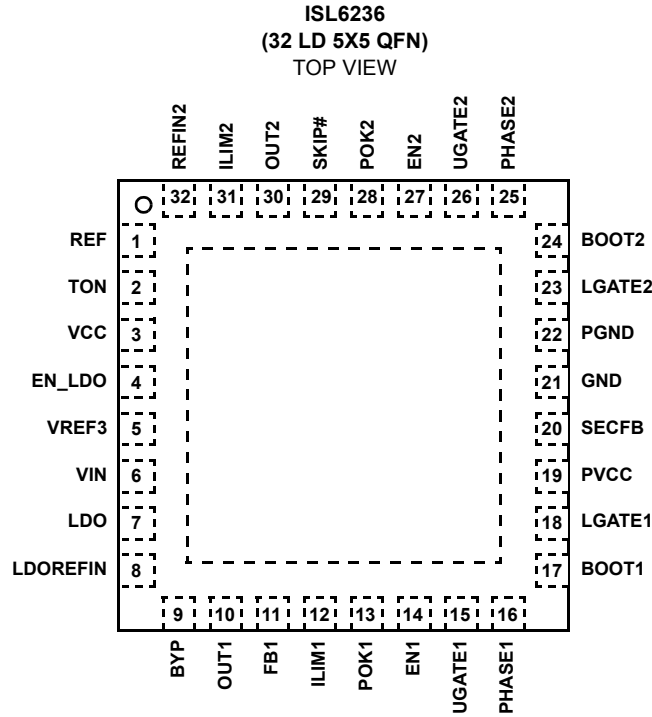 ISL6236
(32 LD 5X5 QFN)
TOP VIEW
REFIN2
ILIM2
OUT2
SKIP#
POK2
EN2
UGATE2
PHASE2
32
31
30
29
28
27
26
25
REF 1
TON 2
VCC 3
EN_LDO 4
VREF3 5
VIN 6
LDO 7
LDOREFIN 8
24 BOOT2
23 LGATE2
22 PGND
21 GND
20 SECFB
19 PVCC
18 LGATE1
17 BOOT1
9
10
11
12
13
14
15
16
BYP
OUT1
FB1
ILIM1
POK1
EN1
UGATE1
PHASE1